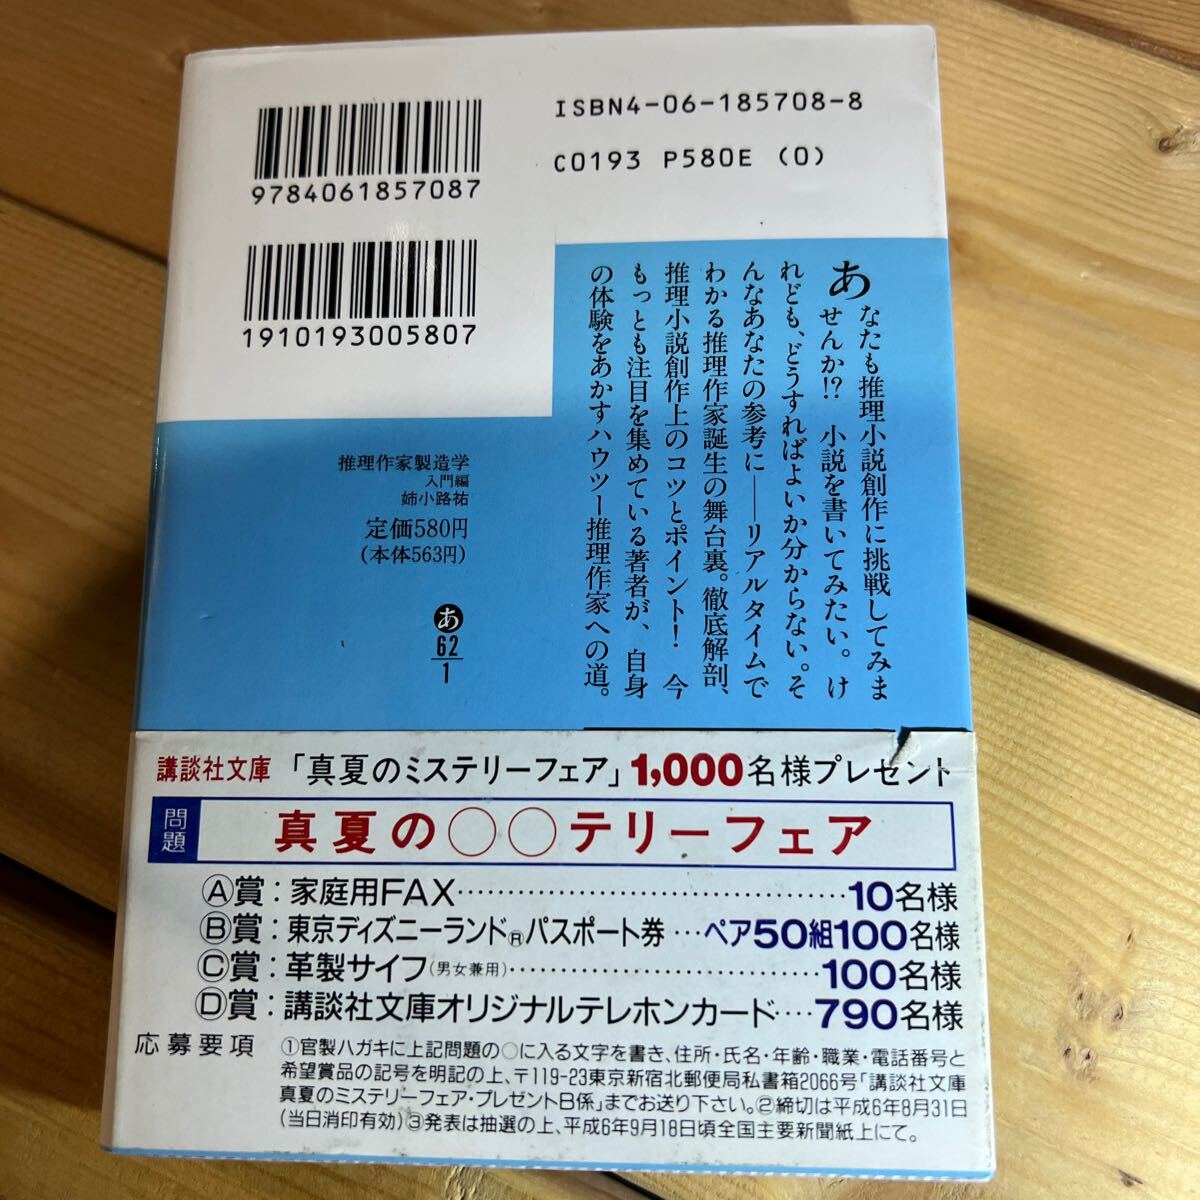 ISBN4-06-185708-8
C0193 P580E (0)
9784061857087
1910193005807
あなたも推理小説創作に挑戦してみま
せんか!? 小説を書いてみたい。け
れども、どうすればよいか分からない。そ
んなあなたの参考に――リアルタイムで
わかる推理作家誕生の舞台裏。徹底解剖、
推理小説創作上のコツとポイント! 今
もっとも注目を集めている著者が、自身
の体験をあかすハウツー推理作家への道。
推理作家製造学
入門編
姉小路祐
定価580円
(本体563円)
あ
62
1
講談社文庫「真夏のミステリーフェア」1,000名様プレゼント
問題 真夏の〇〇テリーフェア
Ⓐ賞:家庭用FAX……………………………10名様
Ⓑ賞:東京ディズニーランド®パスポート券…ペア50組100名様
Ⓒ賞:革製サイフ(男女兼用)……………………………100名様
Ⓓ賞:講談社文庫オリジナルテレホンカード‥‥790名様
応募要項 ①官製ハガキに上記問題の〇に入る文字を書き、住所・氏名・年齢・職業・電話番号と
希望賞品の記号を明記の上、〒119-23東京新宿北郵便局私書箱2066号「講談社文庫
真夏のミステリーフェア・プレゼントB係」までお送り下さい。②締切は平成6年8月31日
(当日消印有効)③発表は抽選の上、平成6年9月18日頃全国主要新聞紙上にて。